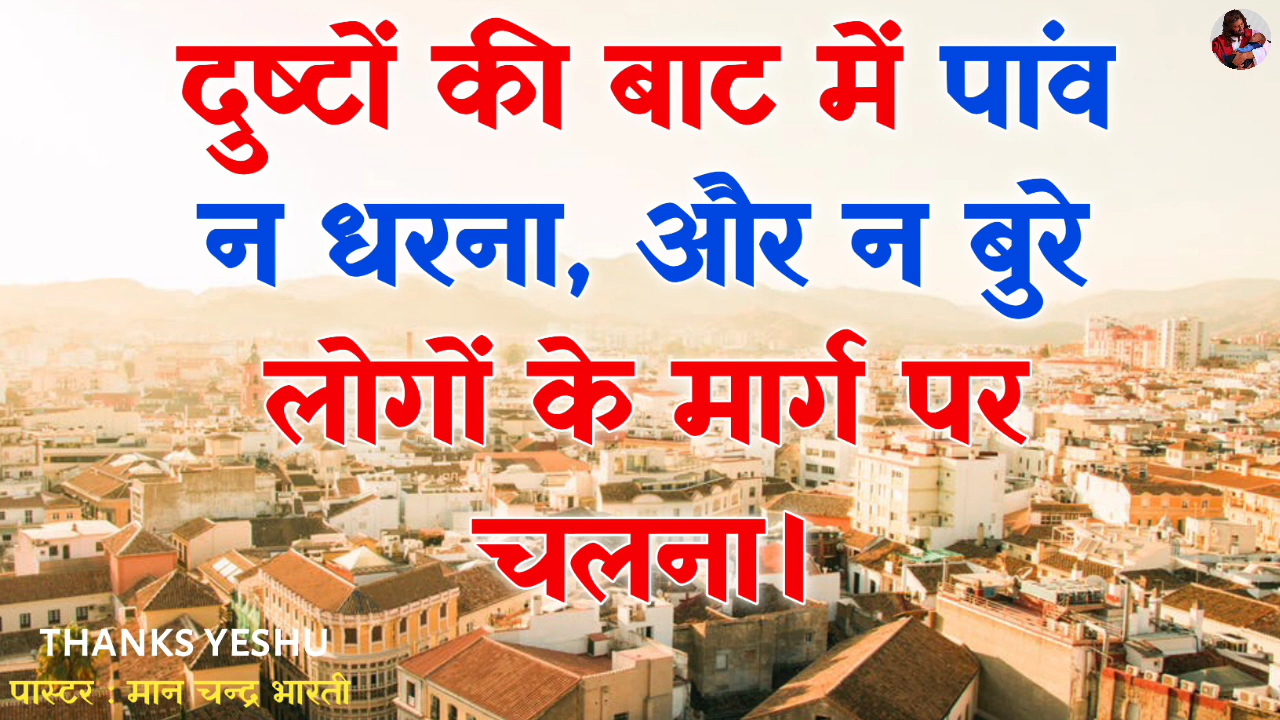 दुष्टों की बाट में पांव
न धरना, और न बुरे
लोगों के मार्ग पर
चलना।
THANKS YESHU
पास्टर : मान चन्द्र भारती